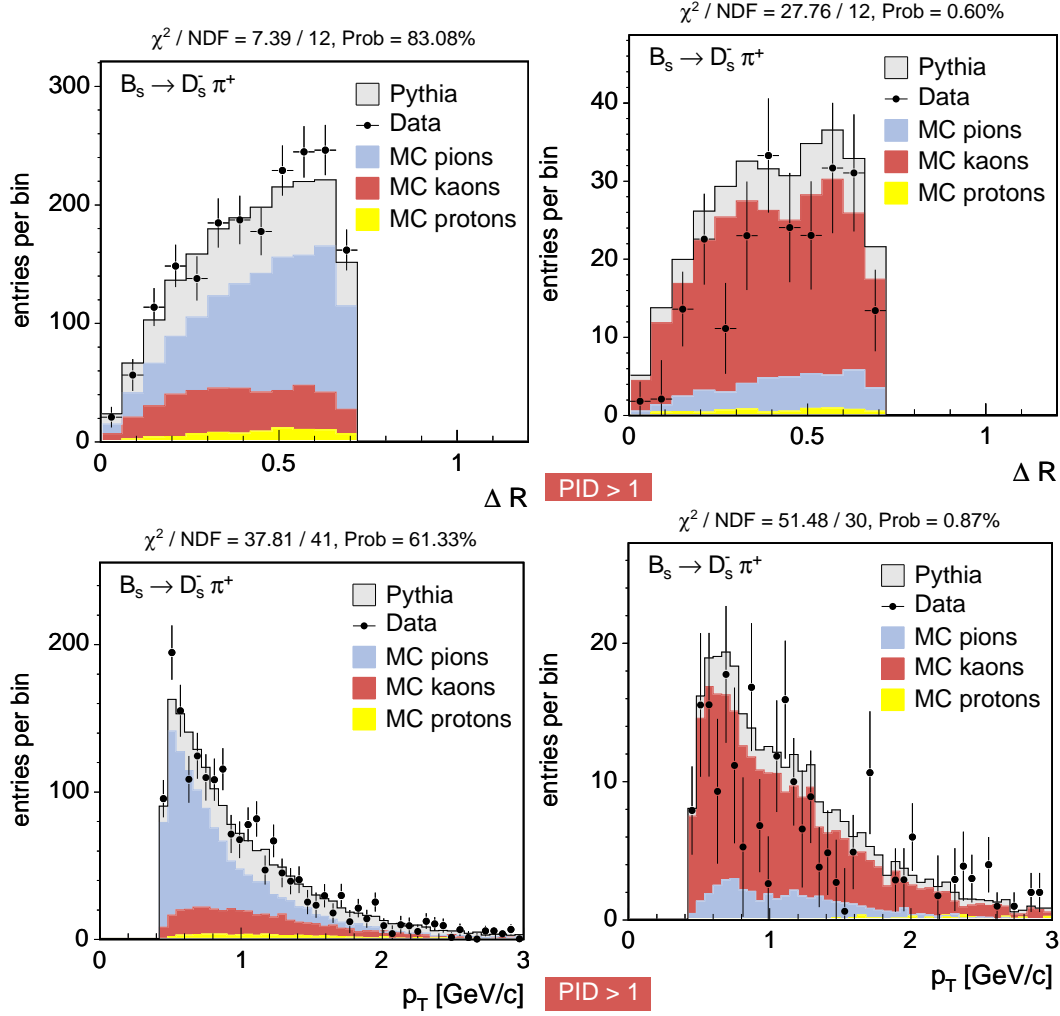 χ² / NDF = 7.39 / 12, Prob = 83.08%
entries per bin
300
200
100
0
B_s → D_s⁻ π⁺
Pythia
Data
MC pions
MC kaons
MC protons
0 0.5 1
Δ R
χ² / NDF = 27.76 / 12, Prob = 0.60%
entries per bin
40
30
20
10
0
B_s → D_s⁻ π⁺
Pythia
Data
MC pions
MC kaons
MC protons
0 0.5 1
Δ R
PID > 1
χ² / NDF = 37.81 / 41, Prob = 61.33%
entries per bin
200
100
0
B_s → D_s⁻ π⁺
Pythia
Data
MC pions
MC kaons
MC protons
0 1 2 3
p_T [GeV/c]
χ² / NDF = 51.48 / 30, Prob = 0.87%
entries per bin
20
10
0
B_s → D_s⁻ π⁺
Pythia
Data
MC pions
MC kaons
MC protons
0 1 2 3
p_T [GeV/c]
PID > 1